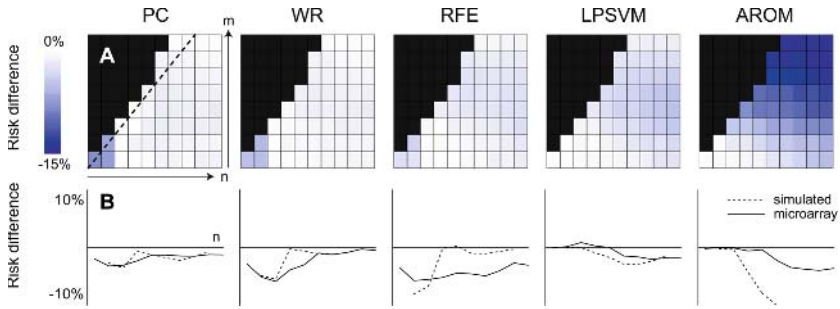 PC WR RFE LPSVM AROM
Risk difference
0%
-15%
A
m
n
Risk difference
10%
-10%
B
n
simulated
microarray